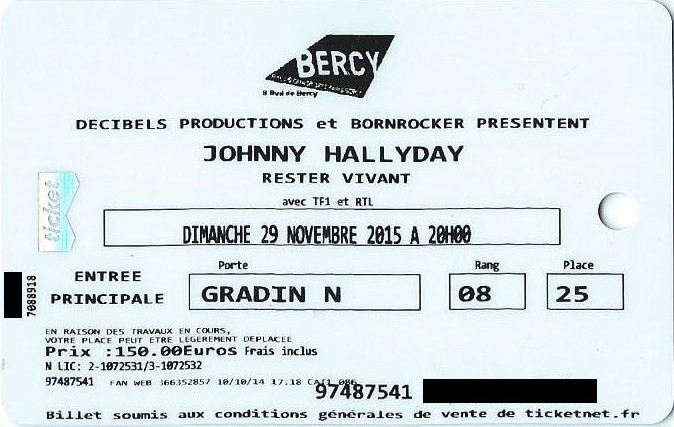 BERCY
8 Bvd de Bercy
DECIBELS PRODUCTIONS et BORNROCKER PRESENTENT
JOHNNY HALLYDAY
RESTER VIVANT
avec TF1 et RTL
ticket
DIMANCHE 29 NOVEMBRE 2015 A 20H00
ENTREE PRINCIPALE
Porte
GRADIN N
Rang
08
Place
25
7088918
EN RAISON DES TRAVAUX EN COURS,
VOTRE PLACE PEUT ETRE LEGEREMENT DEPLACEE
Prix :150.00Euros Frais inclus
N LIC: 2-1072531/3-1072532
97487541 FAN WEB 366352857 10/10/14 17.18
97487541
Billet soumis aux conditions générales de vente de ticketnet.fr